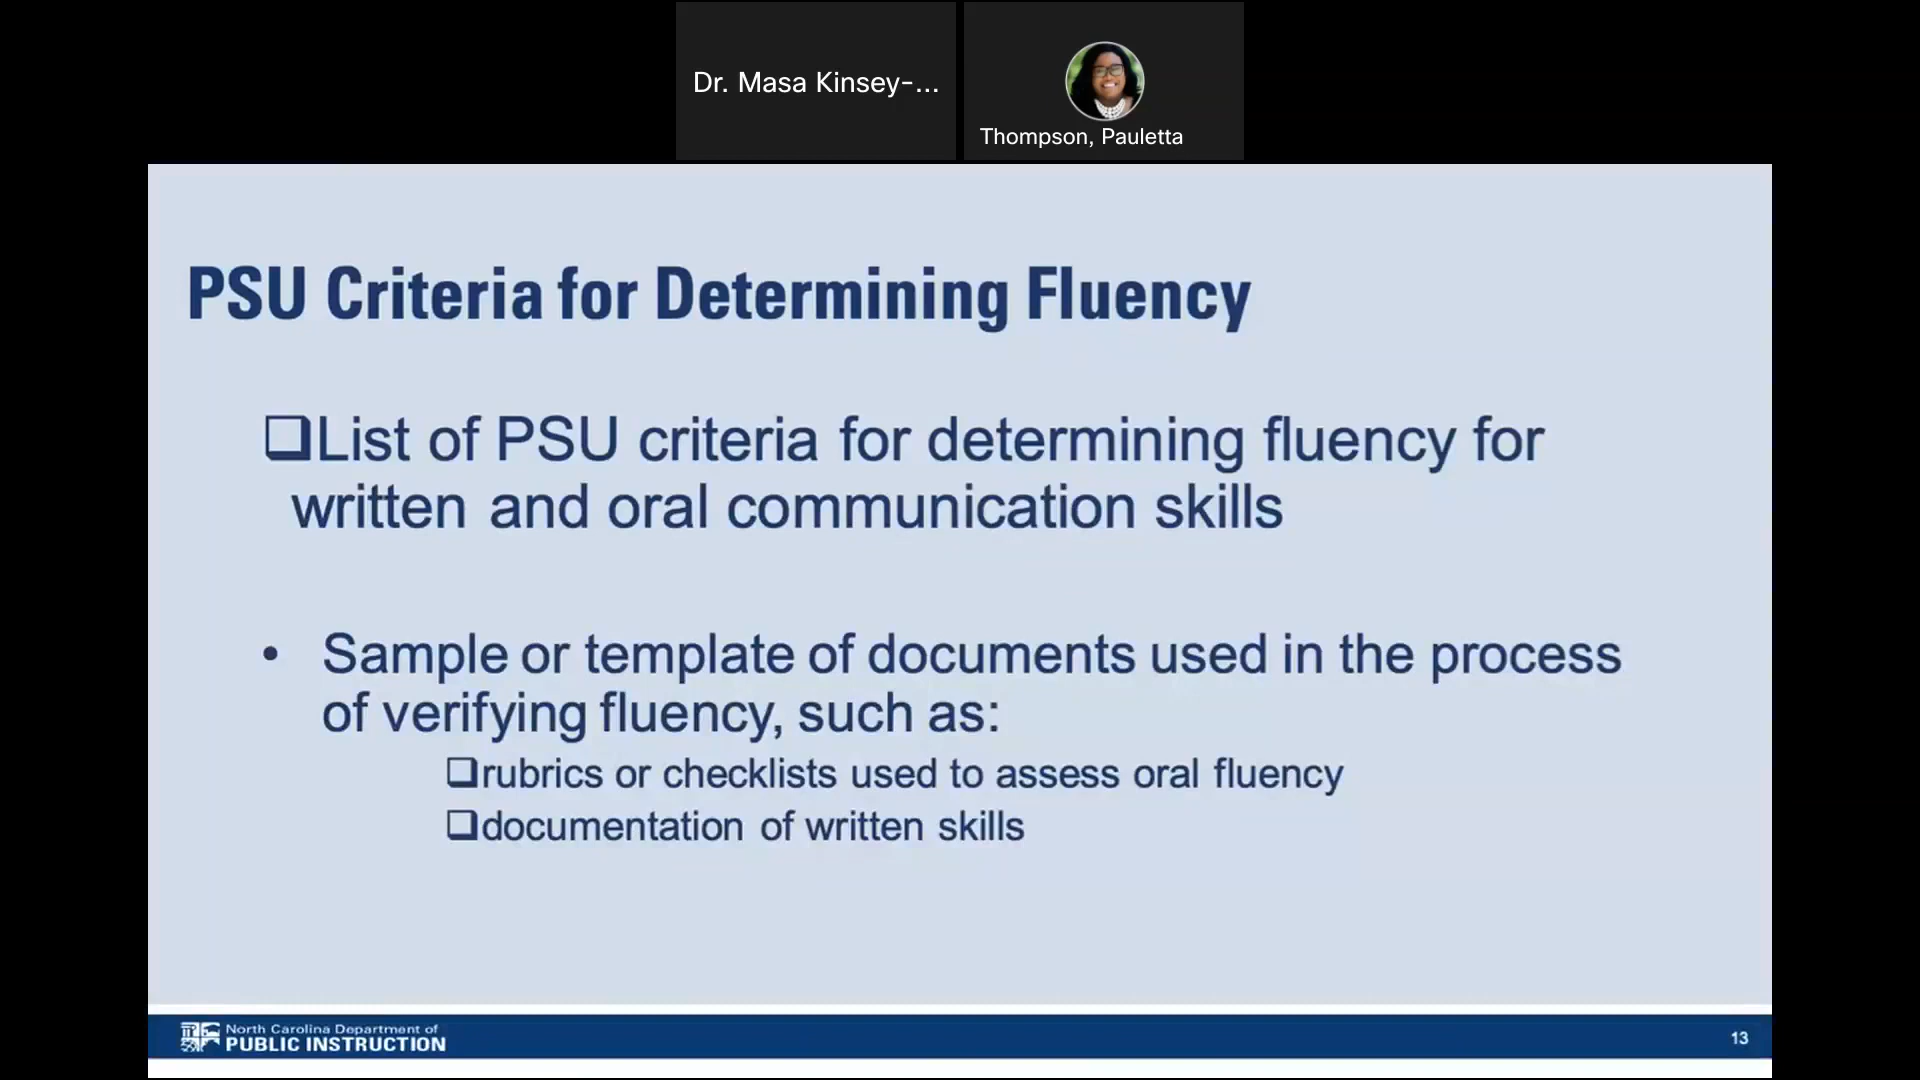 Dr. Masa Kinsey-...
Thompson, Pauletta
PSU Criteria for Determining Fluency
❏List of PSU criteria for determining fluency for
written and oral communication skills
• Sample or template of documents used in the process
of verifying fluency, such as:
❏rubrics or checklists used to assess oral fluency
❏documentation of written skills
North Carolina Department of
PUBLIC INSTRUCTION
13